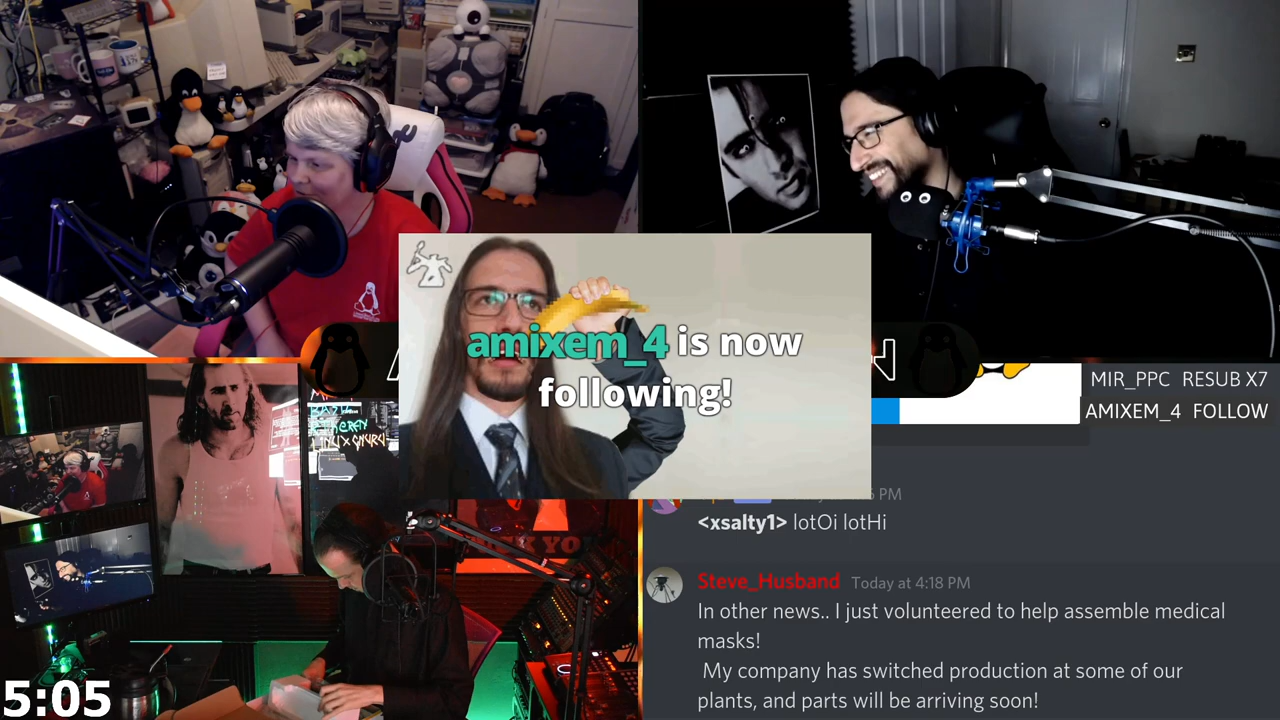 amixem_4 is now
following!
MIR_PPC RESUB X7
AMIXEM_4 FOLLOW
PM
<xsalty1> lotOi lotHi
Steve_Husband Today at 4:18 PM
In other news.. I just volunteered to help assemble medical
masks!
My company has switched production at some of our
plants, and parts will be arriving soon!
5:05